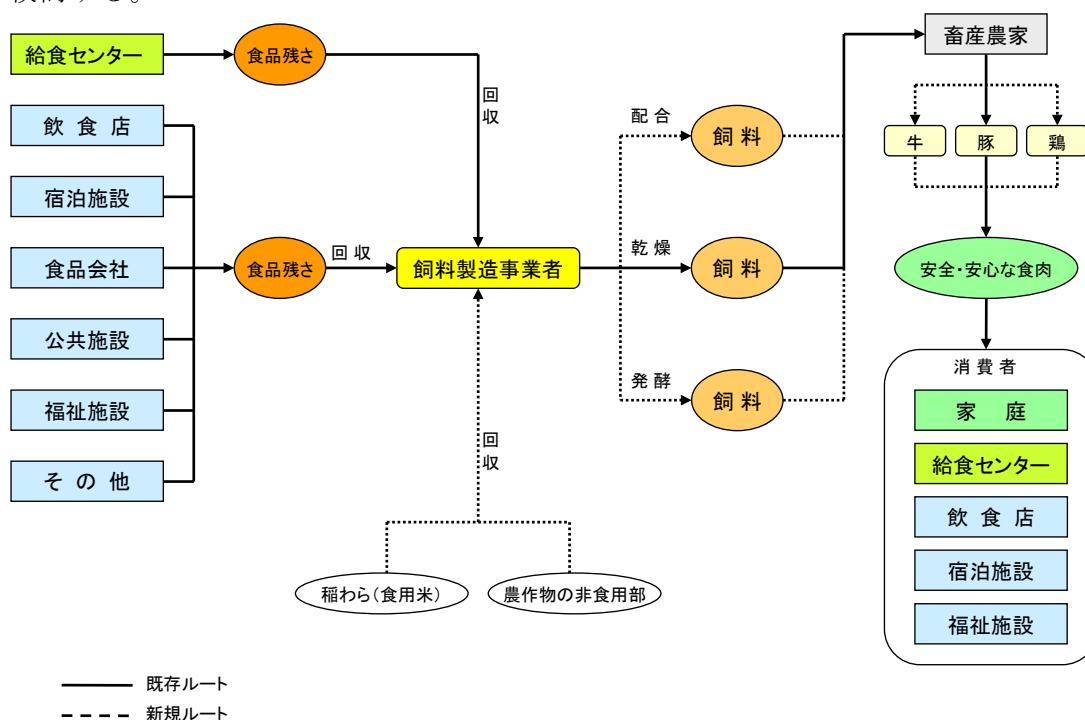 給食センター
食品残さ
回収
畜産農家
飲食店
宿泊施設
食品会社
公共施設
福祉施設
その他
食品残さ
回収
飼料製造事業者
配合
飼料
乾燥
飼料
発酵
飼料
牛
豚
鶏
安全・安心な食肉
消費者
家庭
給食センター
飲食店
宿泊施設
福祉施設
回収
稲わら(食用米)
農作物の非食用部
既存ルート
新規ルート